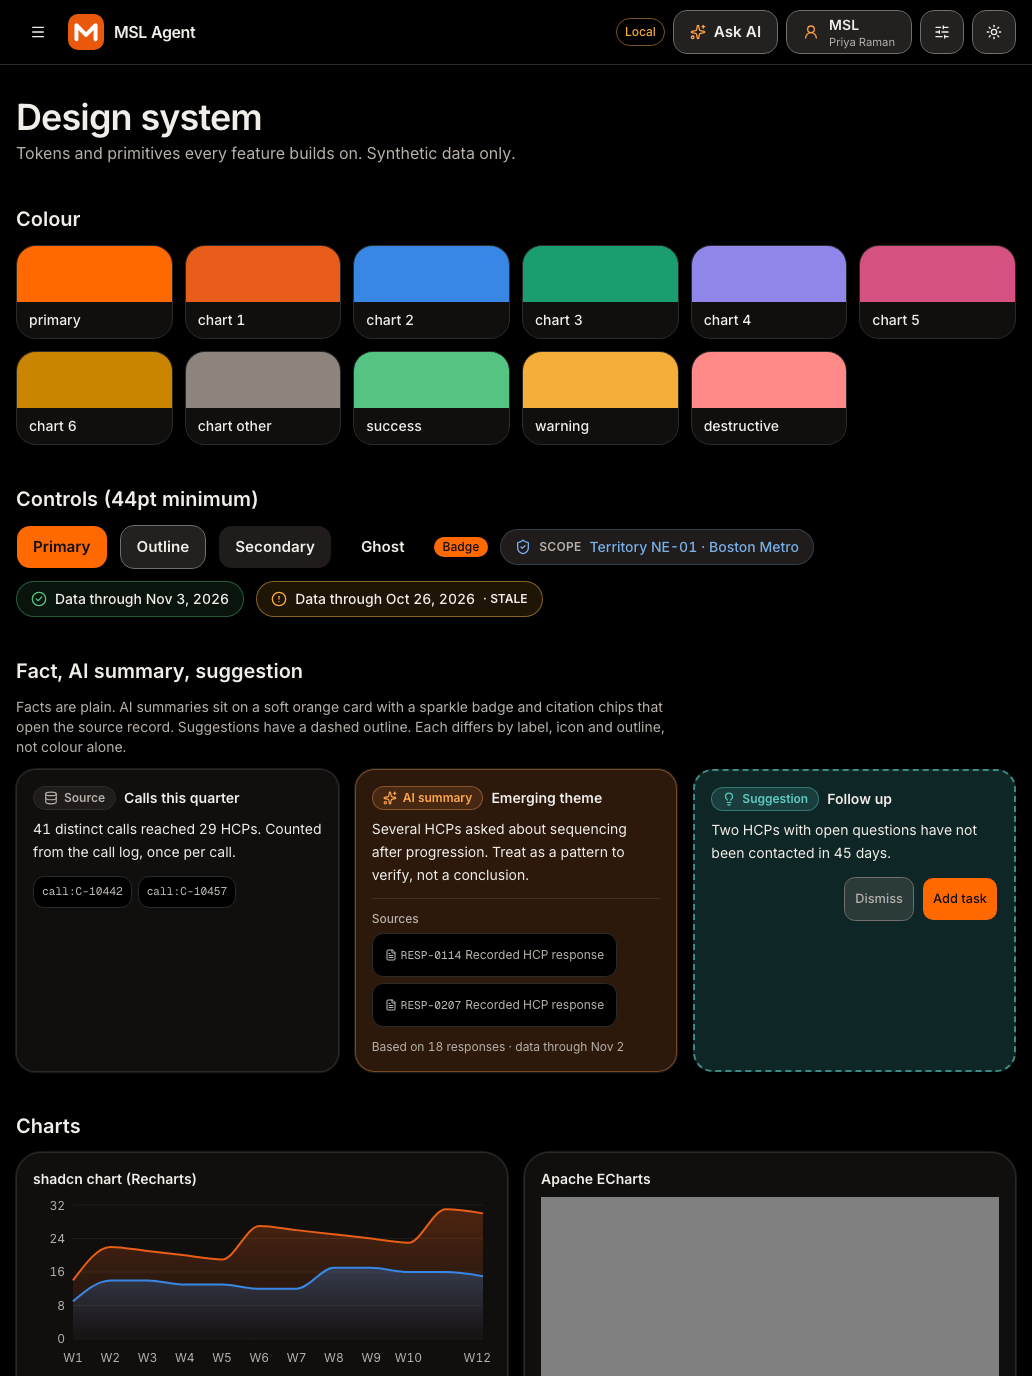 MSL Agent
Local
Ask AI
MSL
Priya Raman
Design system
Tokens and primitives every feature builds on. Synthetic data only.
Colour
primary
chart 1
chart 2
chart 3
chart 4
chart 5
chart 6
chart other
success
warning
destructive
Controls (44pt minimum)
Primary
Outline
Secondary
Ghost
Badge
SCOPE Territory NE-01 · Boston Metro
Data through Nov 3, 2026
Data through Oct 26, 2026 · STALE
Fact, AI summary, suggestion
Facts are plain. AI summaries sit on a soft orange card with a sparkle badge and citation chips that
open the source record. Suggestions have a dashed outline. Each differs by label, icon and outline,
not colour alone.
Source Calls this quarter
41 distinct calls reached 29 HCPs. Counted
from the call log, once per call.
call:C-10442
call:C-10457
AI summary Emerging theme
Several HCPs asked about sequencing
after progression. Treat as a pattern to
verify, not a conclusion.
Sources
RESP-0114 Recorded HCP response
RESP-0207 Recorded HCP response
Based on 18 responses · data through Nov 2
Suggestion Follow up
Two HCPs with open questions have not
been contacted in 45 days.
Dismiss
Add task
Charts
shadcn chart (Recharts)
32
24
16
8
0
W1 W2 W3 W4 W5 W6 W7 W8 W9 W10 W12
Apache ECharts